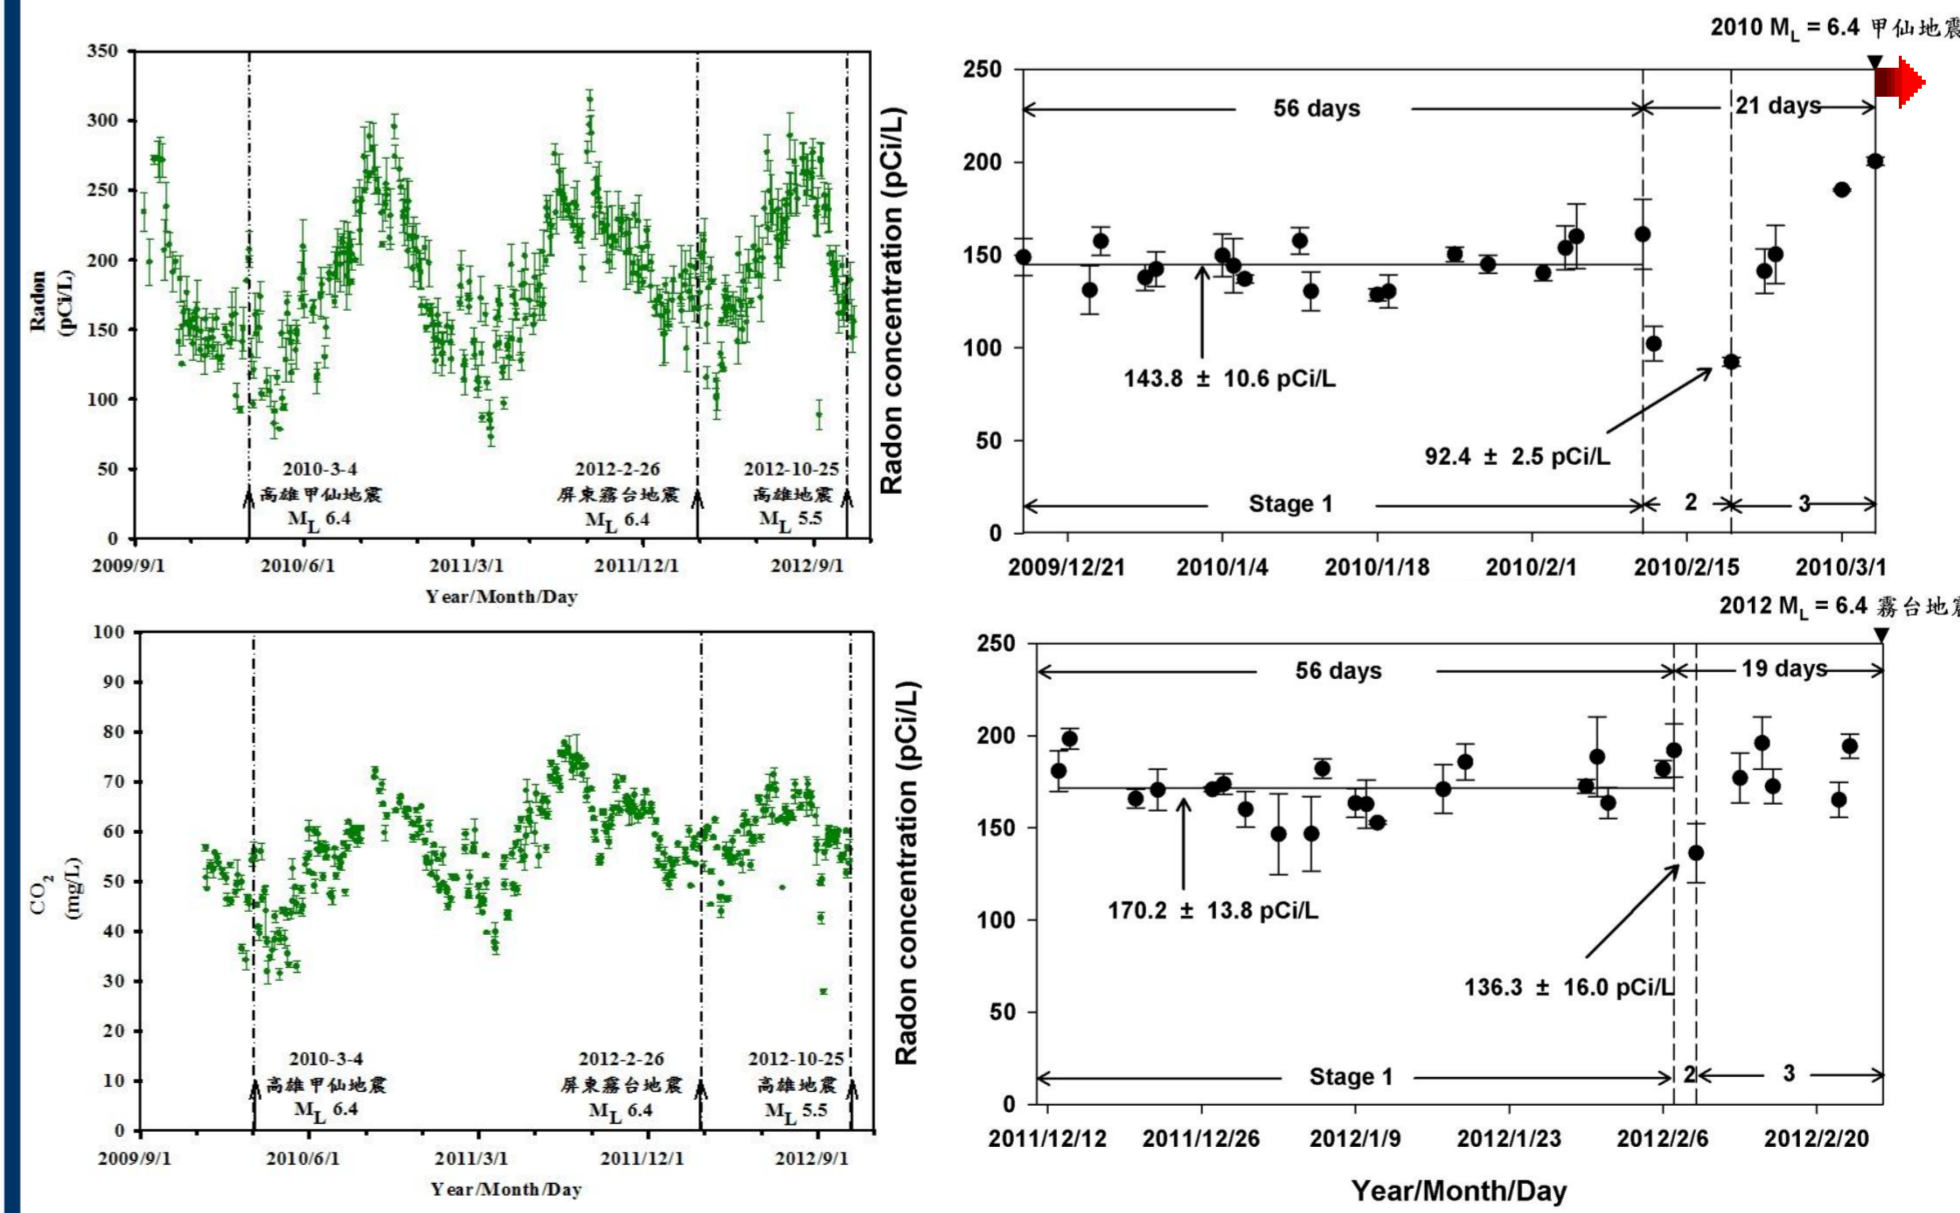 350
300
250
200
150
100
50
0
Radon
(pCi/L)
2010-3-4
高雄甲仙地震
M_L 6.4
2012-2-26
屏東霧台地震
M_L 6.4
2012-10-25
高雄地震
M_L 5.5
2009/9/1
2010/6/1
2011/3/1
2011/12/1
2012/9/1
Year/Month/Day
2010 M_L = 6.4 甲仙地震
Radon concentration (pCi/L)
250
200
150
100
50
0
56 days
21 days
143.8 ± 10.6 pCi/L
92.4 ± 2.5 pCi/L
Stage 1
2
3
2009/12/21
2010/1/4
2010/1/18
2010/2/1
2010/2/15
2010/3/1
100
90
80
70
60
50
40
30
20
10
0
CO₂
(mg/L)
2010-3-4
高雄甲仙地震
M_L 6.4
2012-2-26
屏東霧台地震
M_L 6.4
2012-10-25
高雄地震
M_L 5.5
2009/9/1
2010/6/1
2011/3/1
2011/12/1
2012/9/1
Year/Month/Day
2012 M_L = 6.4 霧台地震
Radon concentration (pCi/L)
250
200
150
100
50
0
56 days
19 days
170.2 ± 13.8 pCi/L
136.3 ± 16.0 pCi/L
Stage 1
2
3
2011/12/12
2011/12/26
2012/1/9
2012/1/23
2012/2/6
2012/2/20
Year/Month/Day